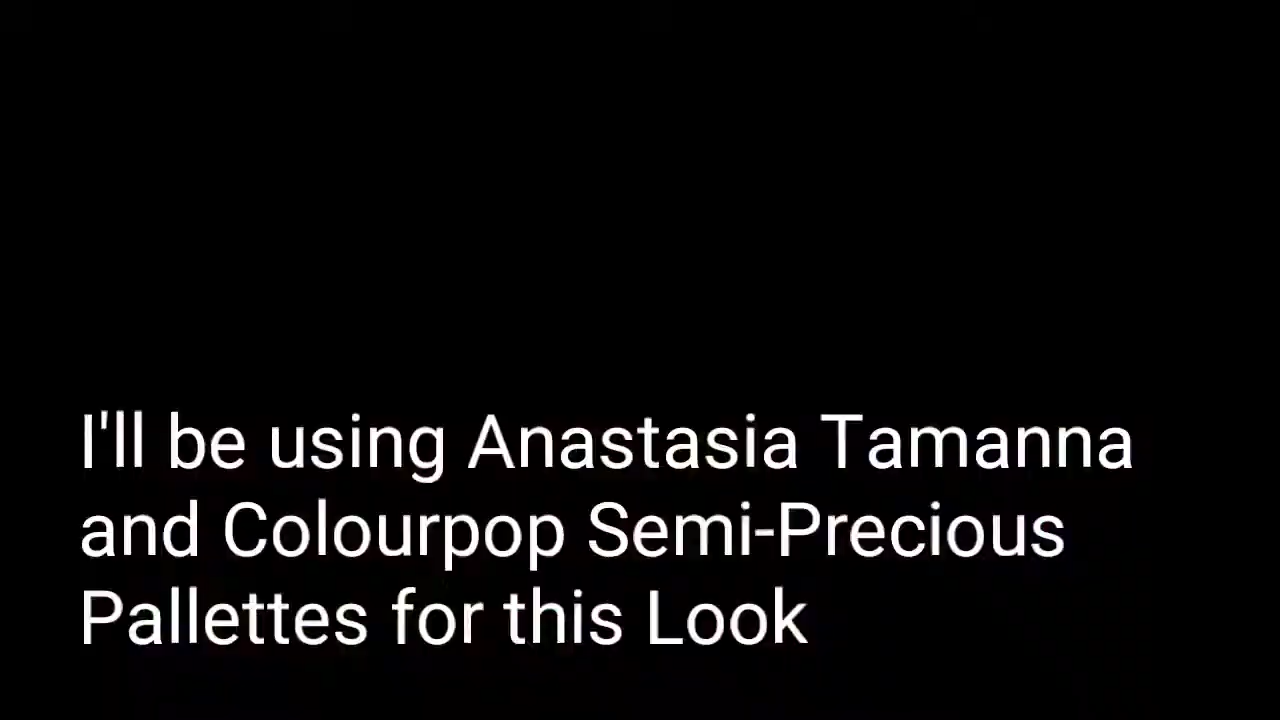 I'll be using Anastasia Tamanna
and Colourpop Semi-Precious
Pallettes for this Look